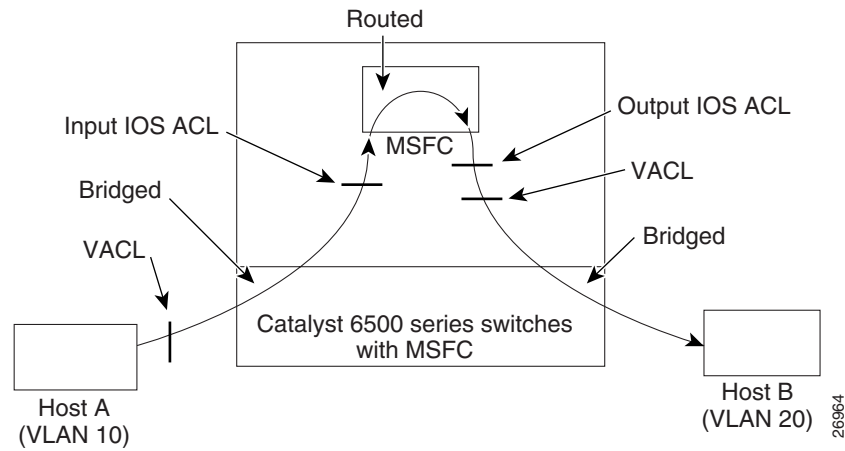 Routed
Input IOS ACL
MSFC
Output IOS ACL
VACL
Bridged
Bridged
VACL
Catalyst 6500 series switches
with MSFC
Host A
(VLAN 10)
Host B
(VLAN 20)
26964